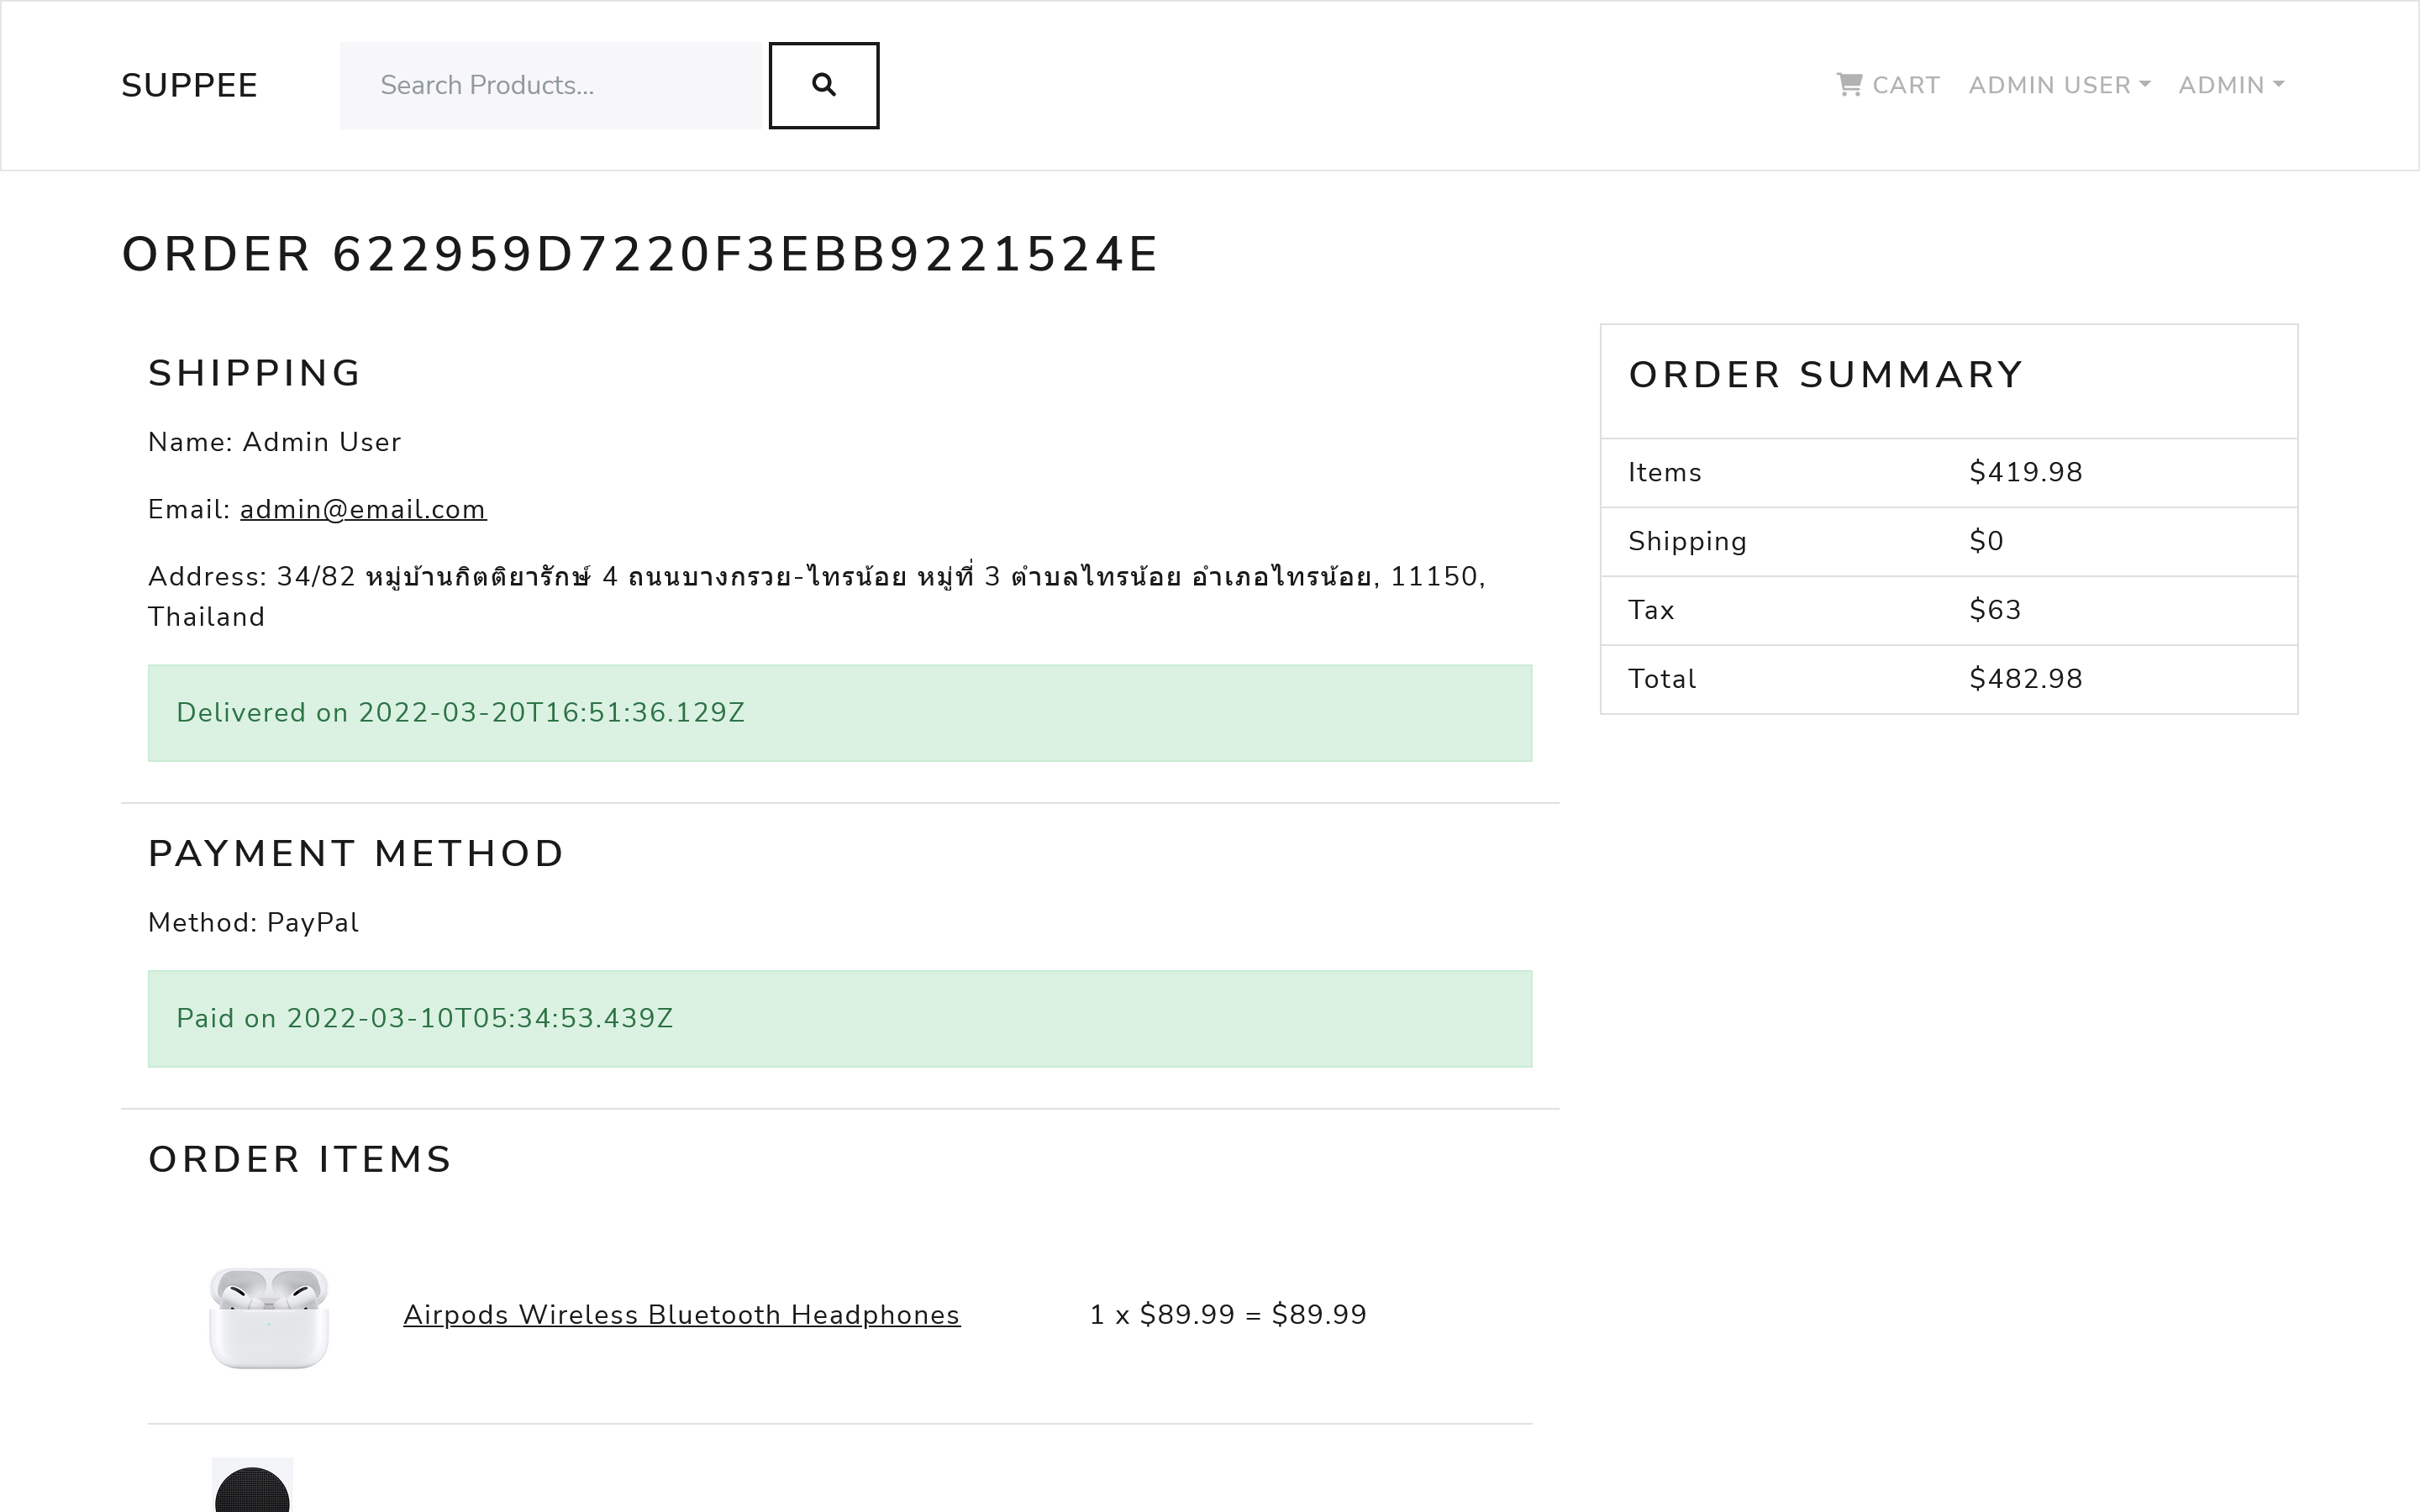 SUPPEE
Search Products...
CART
ADMIN USER
ADMIN
ORDER 622959D7220F3EBB9221524E
SHIPPING
Name: Admin User
Email: admin@email.com
Address: 34/82 หมู่บ้านกิตติยารักษ์ 4 ถนนบางกรวย-ไทรน้อย หมู่ที่ 3 ตำบลไทรน้อย อำเภอไทรน้อย, 11150,
Thailand
Delivered on 2022-03-20T16:51:36.129Z
PAYMENT METHOD
Method: PayPal
Paid on 2022-03-10T05:34:53.439Z
ORDER ITEMS
Airpods Wireless Bluetooth Headphones
1 x $89.99 = $89.99
ORDER SUMMARY
Items $419.98
Shipping $0
Tax $63
Total $482.98